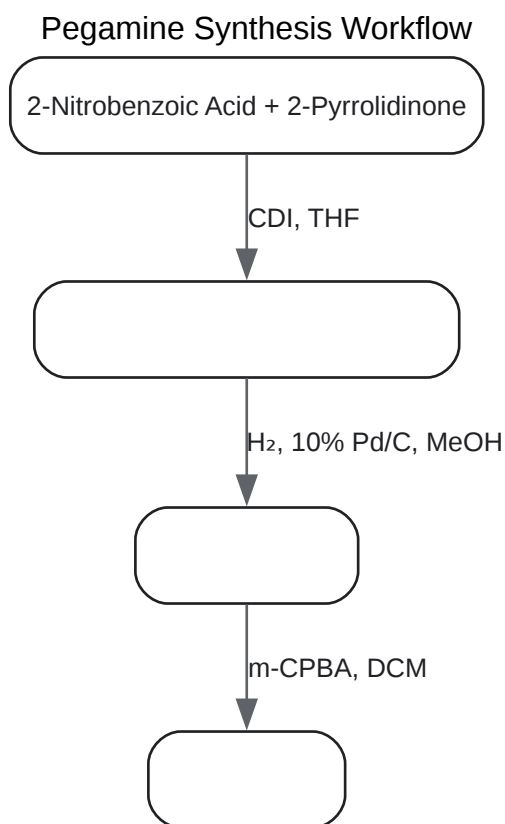 Pegamine Synthesis Workflow
2-Nitrobenzoic Acid + 2-Pyrrolidinone
CDI, THF
H₂, 10% Pd/C, MeOH
m-CPBA, DCM